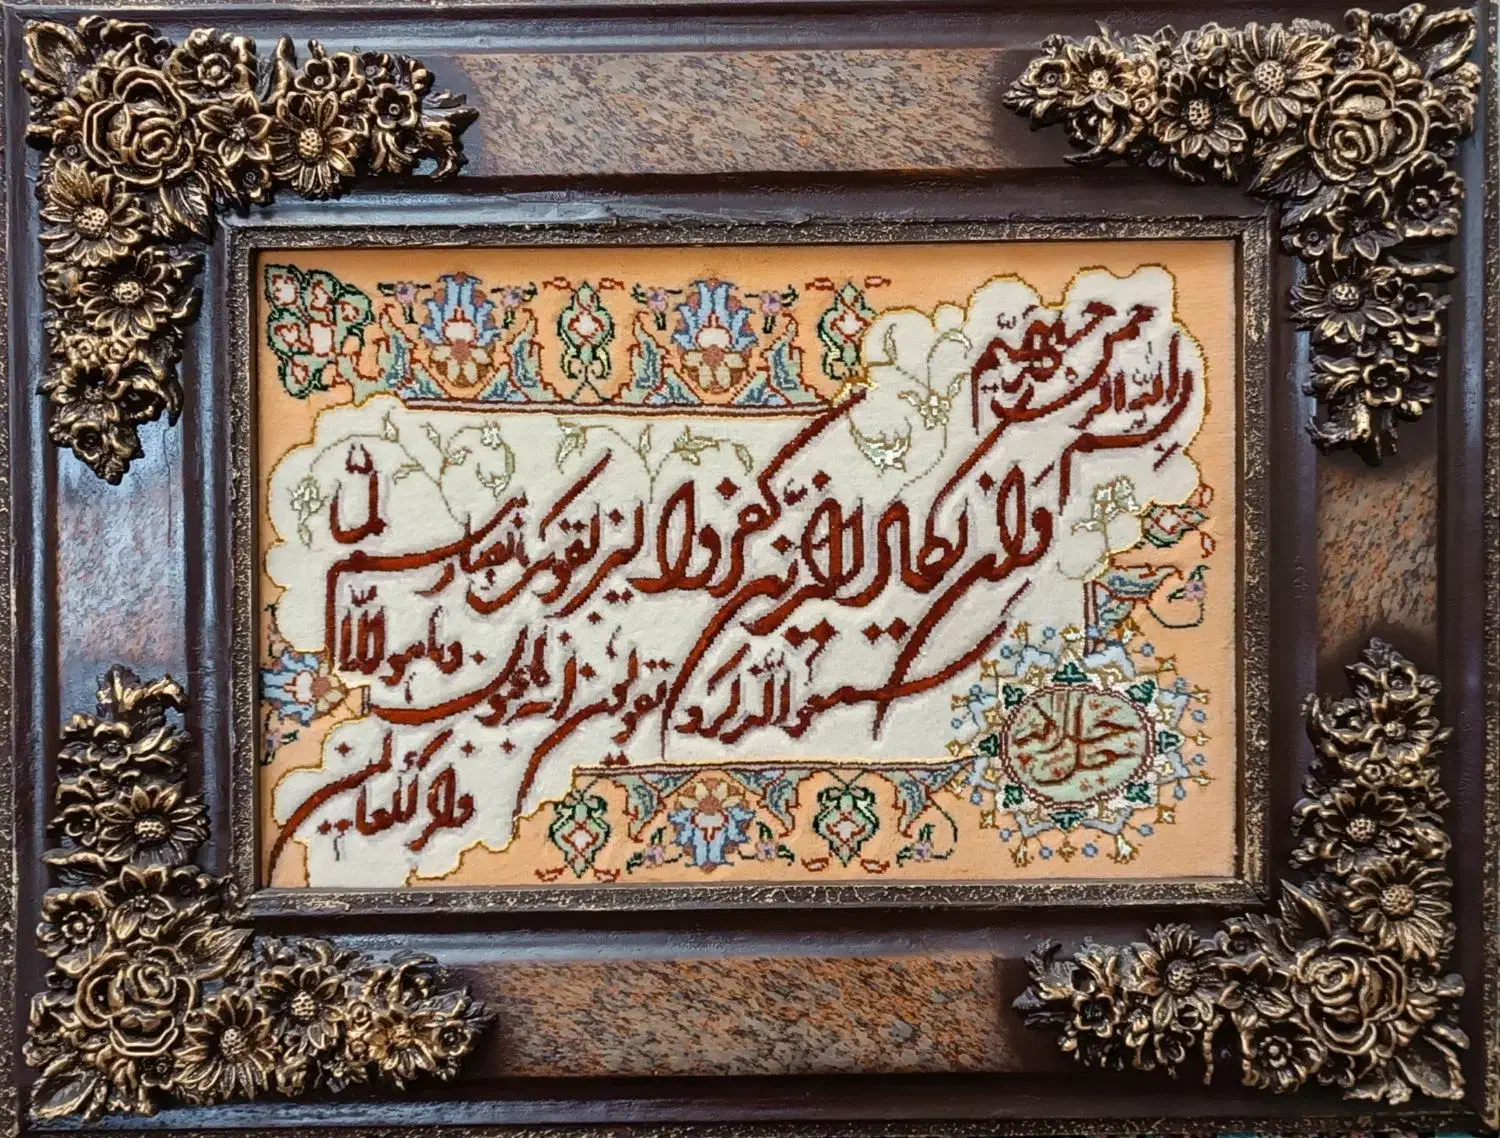 بسم الله الرحمن الرحیم
وان یکاد الذین کفروا لیزلقونک بابصارهم لما
سمعوا الذکر و یقولون انه لمجنون وما هو الا
ذکر للعالمین
جل جلاله